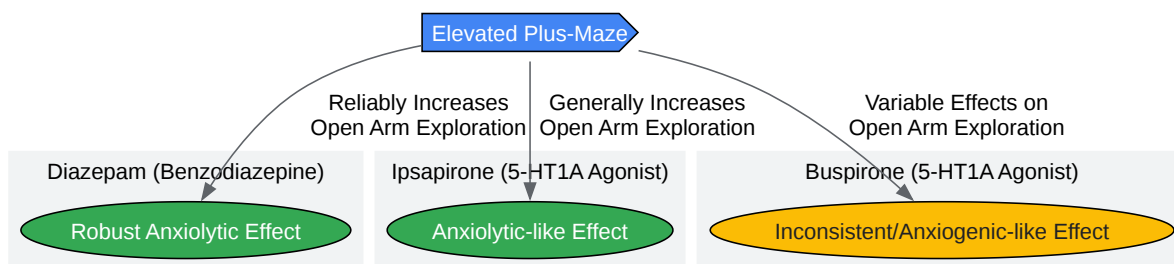 Elevated Plus-Maze
Reliably Increases
Open Arm Exploration
Generally Increases
Open Arm Exploration
Variable Effects on
Open Arm Exploration
Diazepam (Benzodiazepine)
Ipsapirone (5-HT1A Agonist)
Buspirone (5-HT1A Agonist)
Robust Anxiolytic Effect
Anxiolytic-like Effect
Inconsistent/Anxiogenic-like Effect